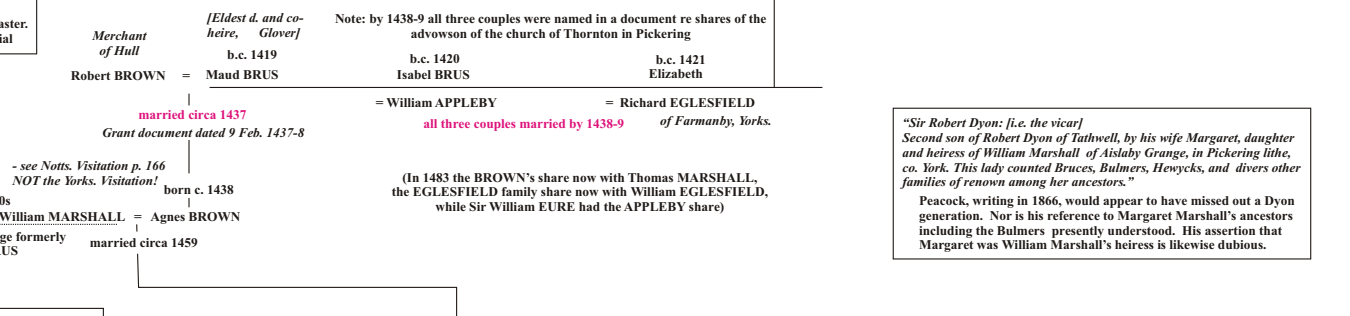 aster.
ial
Merchant
of Hull
[Eldest d. and co-
heire, Glover]
Note: by 1438-9 all three couples were named in a document re shares of the
advowson of the church of Thornton in Pickering
b.c. 1419
b.c. 1420
b.c. 1421
Robert BROWN = Maud BRUS
Isabel BRUS
Elizabeth
= William APPLEBY
= Richard EGLESFIELD
married circa 1437
all three couples married by 1438-9
of Farmanby, Yorks.
Grant document dated 9 Feb. 1437-8
- see Notts. Visitation p. 166
NOT the Yorks. Visitation!
born c. 1438
(In 1483 the BROWN's share now with Thomas MARSHALL,
the EGLESFIELD family share now with William EGLESFIELD,
while Sir William EURE had the APPLEBY share)
0s
William MARSHALL = Agnes BROWN
ge formerly
RUS
married circa 1459
“Sir Robert Dyon: [i.e. the vicar]
Second son of Robert Dyon of Tathwell, by his wife Margaret, daughter
and heiress of William Marshall of Aislaby Grange, in Pickering lithe,
co. York. This lady counted Bruces, Bulmers, Hewycks, and divers other
families of renown among her ancestors.”
Peacock, writing in 1866, would appear to have missed out a Dyon
generation. Nor is his reference to Margaret Marshall's ancestors
including the Bulmers presently understood. His assertion that
Margaret was William Marshall's heiress is likewise dubious.